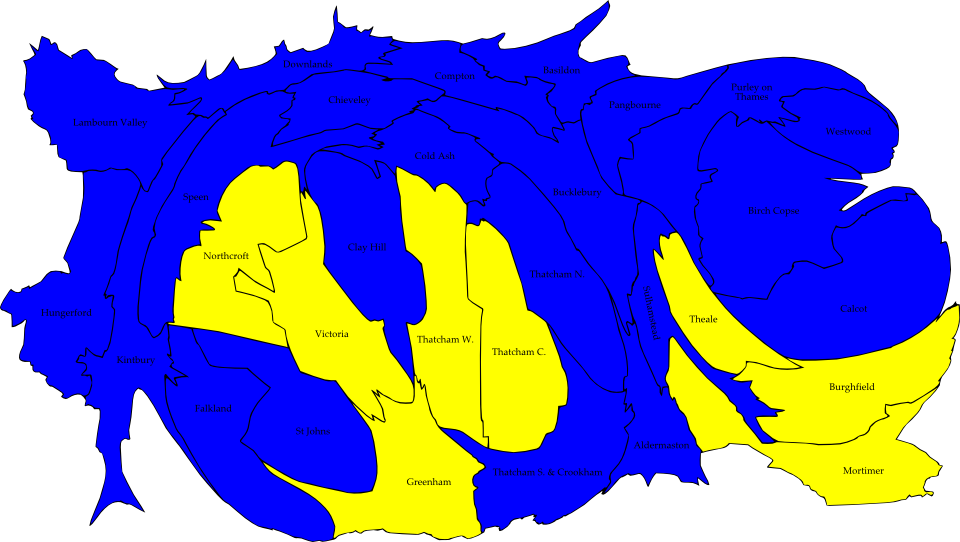 Downlands
Compton
Basildon
Purley on
Thames
Chieveley
Pangbourne
Lambourn Valley
Westwood
Cold Ash
Speen
Bucklebury
Birch Copse
Clay Hill
Northcroft
Thatcham N.
Hungerford
Sulhamstead
Calcot
Theale
Victoria
Thatcham W.
Thatcham C.
Kintbury
Burghfield
Falkland
St Johns
Aldermaston
Greenham
Thatcham S. & Crookham
Mortimer